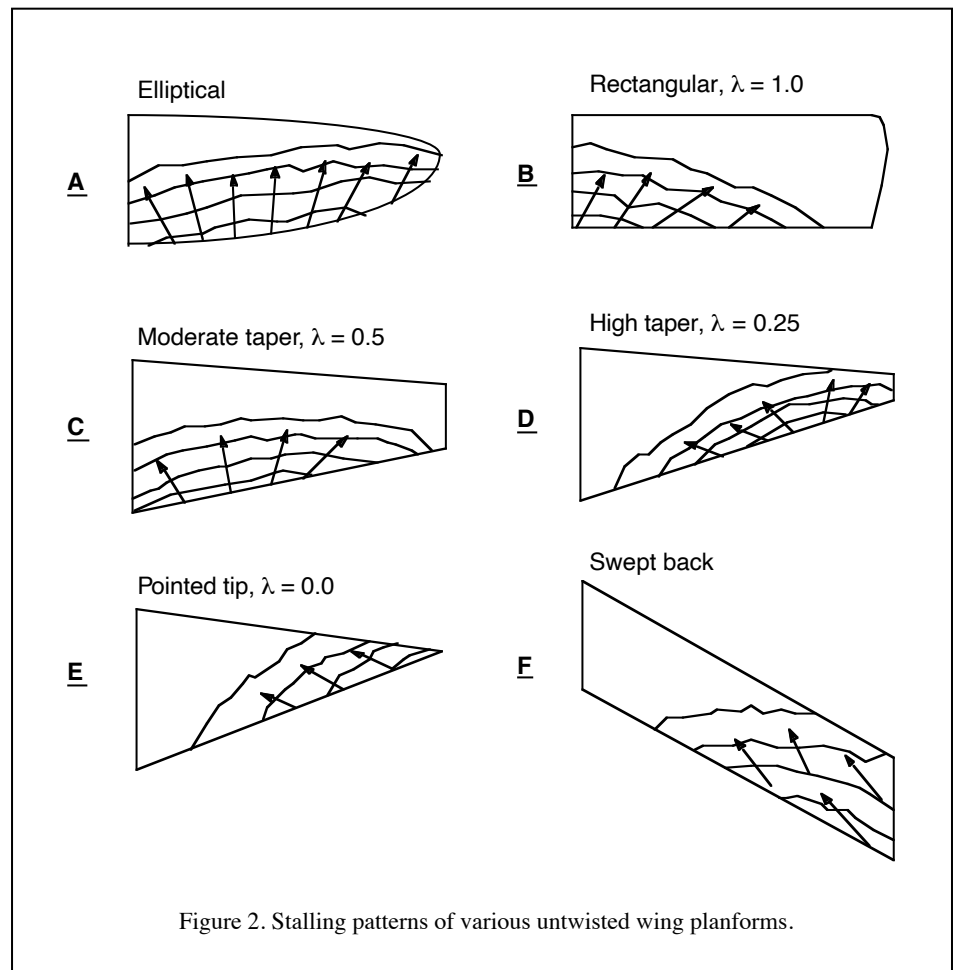 Elliptical
Rectangular, λ = 1.0
A
B
Moderate taper, λ = 0.5
High taper, λ = 0.25
C
D
Pointed tip, λ = 0.0
Swept back
E
F
Figure 2. Stalling patterns of various untwisted wing planforms.